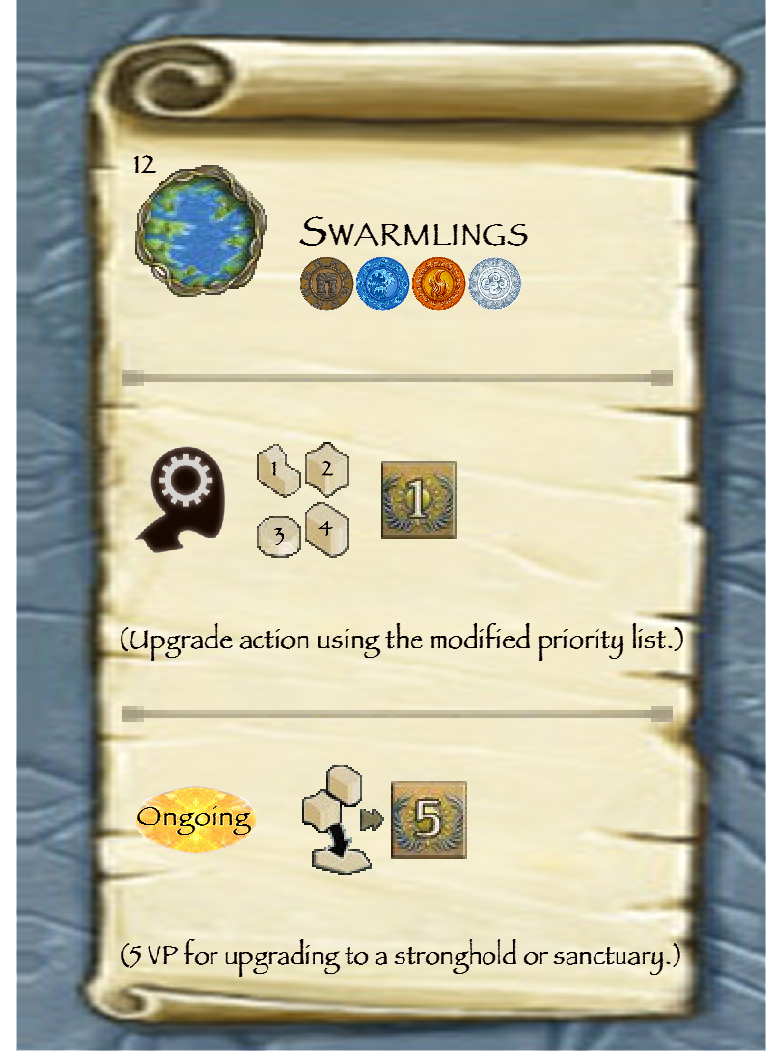 12
SWARMLINGS
1 2
3 4
1
(Upgrade action using the modified priority list.)
Ongoing
5
(5 VP for upgrading to a stronghold or sanctuary.)